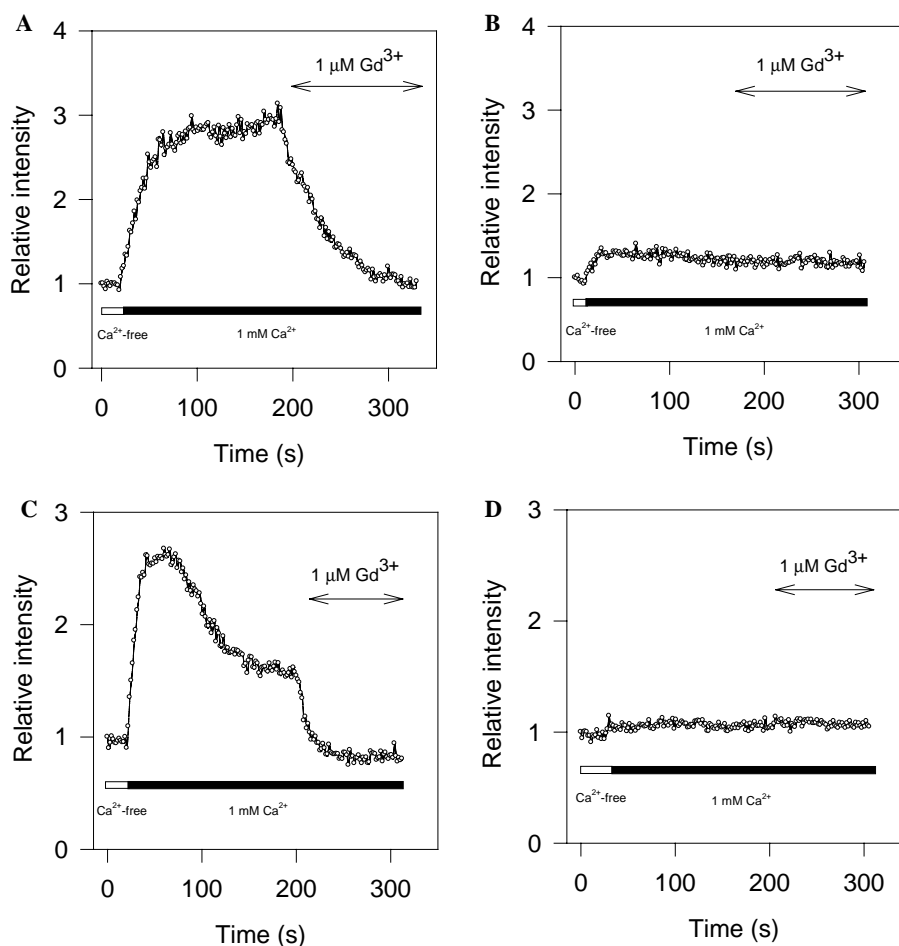 A
4
3
2
1
0
Relative intensity
1 μM Gd³⁺
Ca²⁺-free
1 mM Ca²⁺
0
100
200
300
Time (s)
B
4
3
2
1
0
Relative intensity
1 μM Gd³⁺
Ca²⁺-free
1 mM Ca²⁺
0
100
200
300
Time (s)
C
3
2
1
0
Relative intensity
1 μM Gd³⁺
Ca²⁺-free
1 mM Ca²⁺
0
100
200
300
Time (s)
D
3
2
1
0
Relative intensity
1 μM Gd³⁺
Ca²⁺-free
1 mM Ca²⁺
0
100
200
300
Time (s)